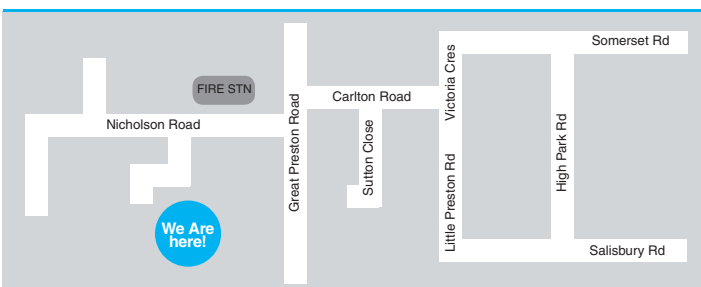 Somerset Rd
Victoria Cres
FIRE STN
Carlton Road
Nicholson Road
Great Preston Road
Sutton Close
High Park Rd
Little Preston Rd
We Are
here!
Salisbury Rd